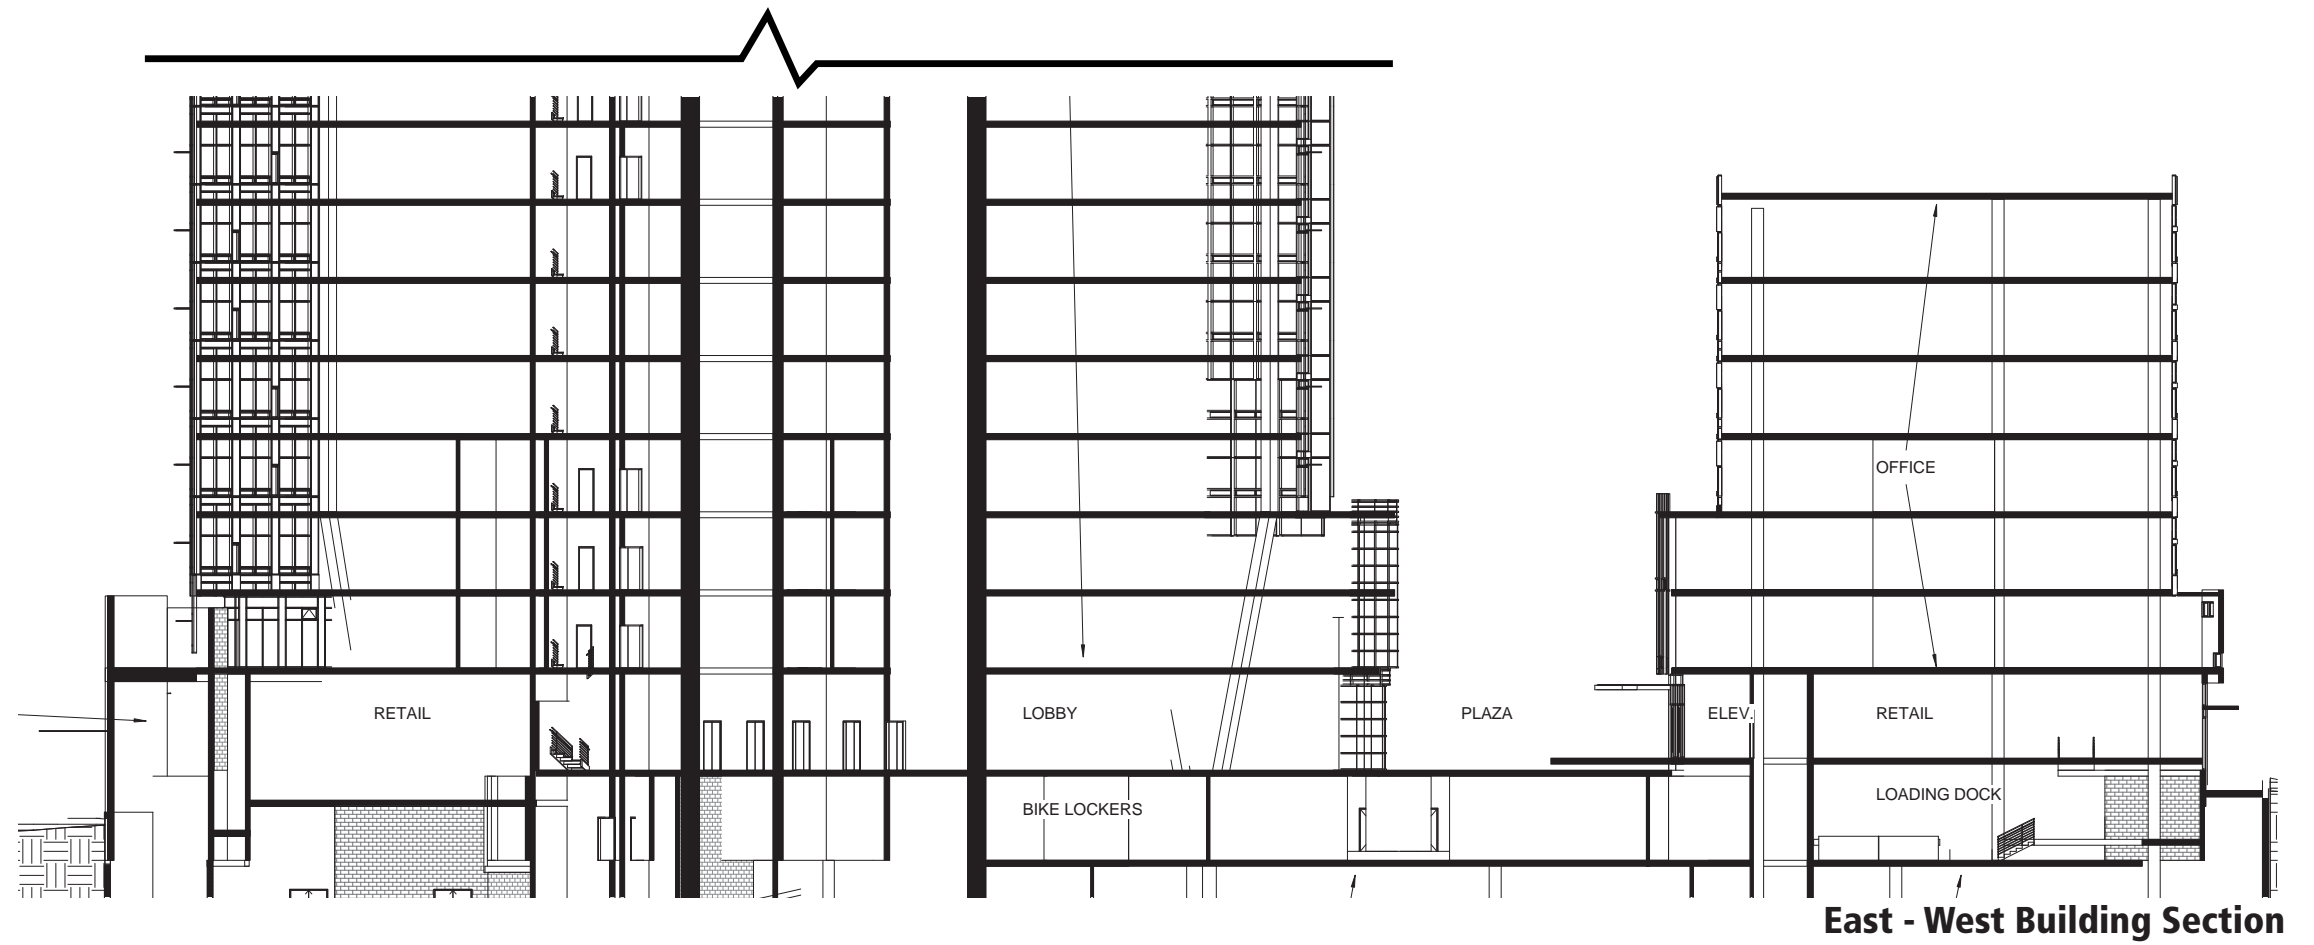 OFFICE
RETAIL
LOBBY
PLAZA
ELEV.
RETAIL
BIKE LOCKERS
LOADING DOCK
East - West Building Section